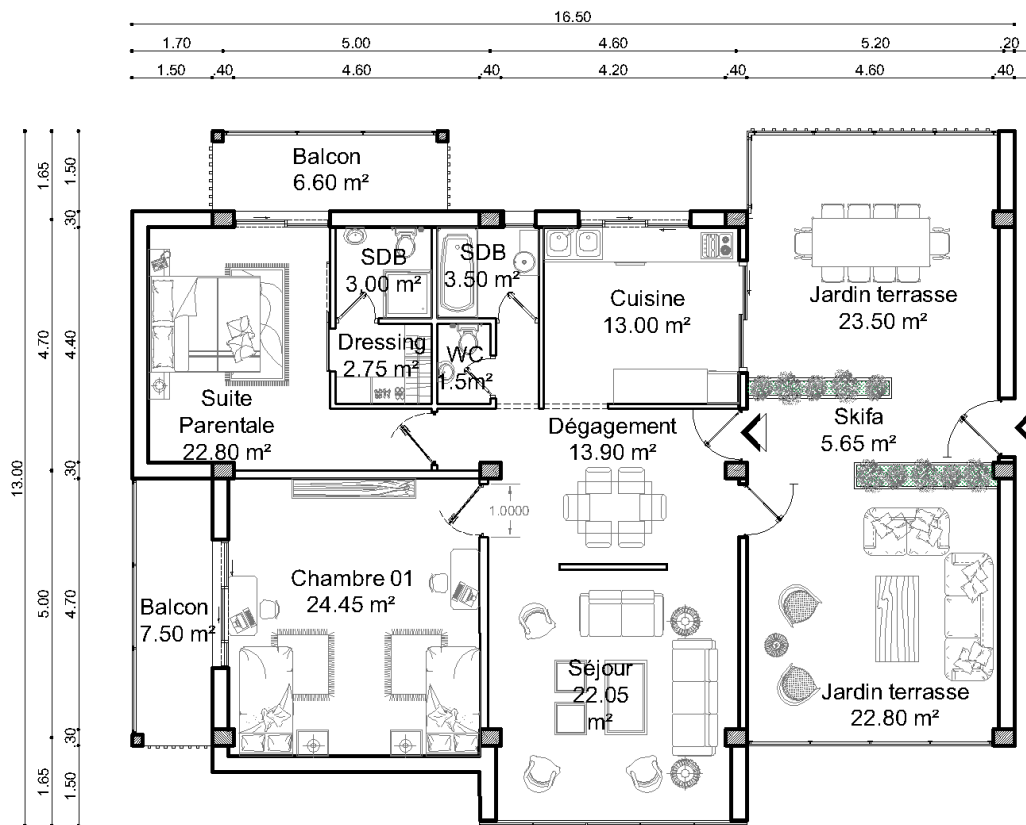 16.50
1.70 5.00 4.60 5.20 .20
1.50 .40 4.60 .40 4.20 .40 4.60 .40
13.00
1.65 4.70 .30 5.00 .30 1.65
1.50 .30 4.40 4.70 1.50
Balcon
6.60 m²
SDB
3.00 m²
SDB
3.50 m²
Cuisine
13.00 m²
Jardin terrasse
23.50 m²
Dressing
2.75 m²
WC
1.5m²
Suite
Parentale
22.80 m²
Dégagement
13.90 m²
Skifa
5.65 m²
1.0000
Chambre 01
24.45 m²
Balcon
7.50 m²
Séjour
22.05
m²
Jardin terrasse
22.80 m²